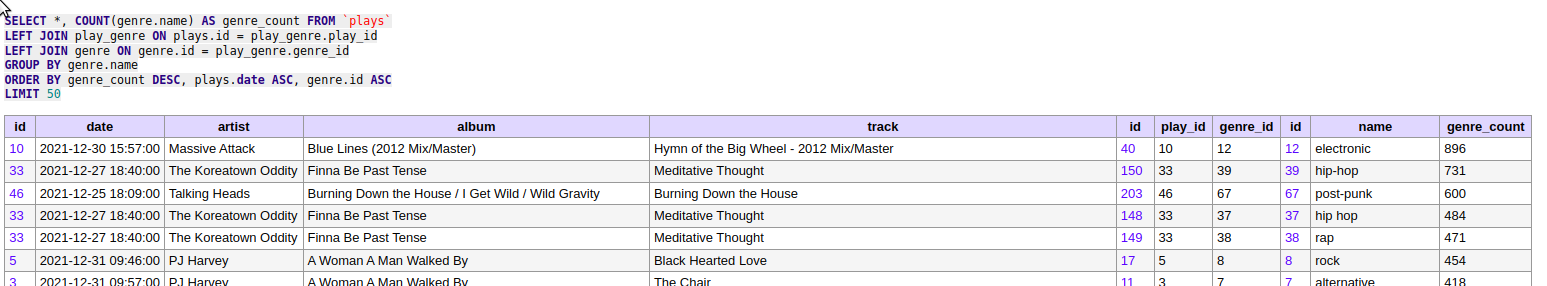 SELECT *, COUNT(genre.name) AS genre_count FROM `plays`
LEFT JOIN play_genre ON plays.id = play_genre.play_id
LEFT JOIN genre ON genre.id = play_genre.genre_id
GROUP BY genre.name
ORDER BY genre_count DESC, plays.date ASC, genre.id ASC
LIMIT 50
id date artist album track id play_id genre_id id name genre_count
10 2021-12-30 15:57:00 Massive Attack Blue Lines (2012 Mix/Master) Hymn of the Big Wheel - 2012 Mix/Master 40 10 12 12 electronic 896
33 2021-12-27 18:40:00 The Koreatown Oddity Finna Be Past Tense Meditative Thought 150 33 39 39 hip-hop 731
46 2021-12-25 18:09:00 Talking Heads Burning Down the House / I Get Wild / Wild Gravity Burning Down the House 203 46 67 67 post-punk 600
33 2021-12-27 18:40:00 The Koreatown Oddity Finna Be Past Tense Meditative Thought 148 33 37 37 hip hop 484
33 2021-12-27 18:40:00 The Koreatown Oddity Finna Be Past Tense Meditative Thought 149 33 38 38 rap 471
5 2021-12-31 09:46:00 PJ Harvey A Woman A Man Walked By Black Hearted Love 17 5 8 8 rock 454
3 2021-12-31 09:57:00 PJ Harvey A Woman A Man Walked By The Chair 11 3 7 7 alternative 418